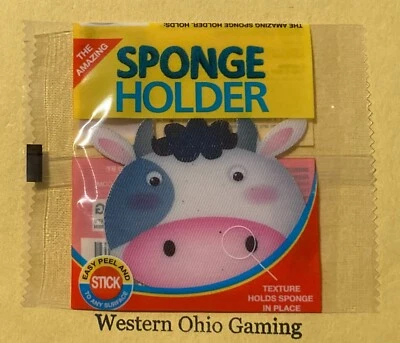 THE AMAZING SPONGE HOLDER, HOLDS:
THE
AMAZING
SPONGE
HOLDER
EASY PEEL AND
STICK
TO ANY SURFACE
TEXTURE
HOLDS SPONGE
IN PLACE
Western Ohio Gaming